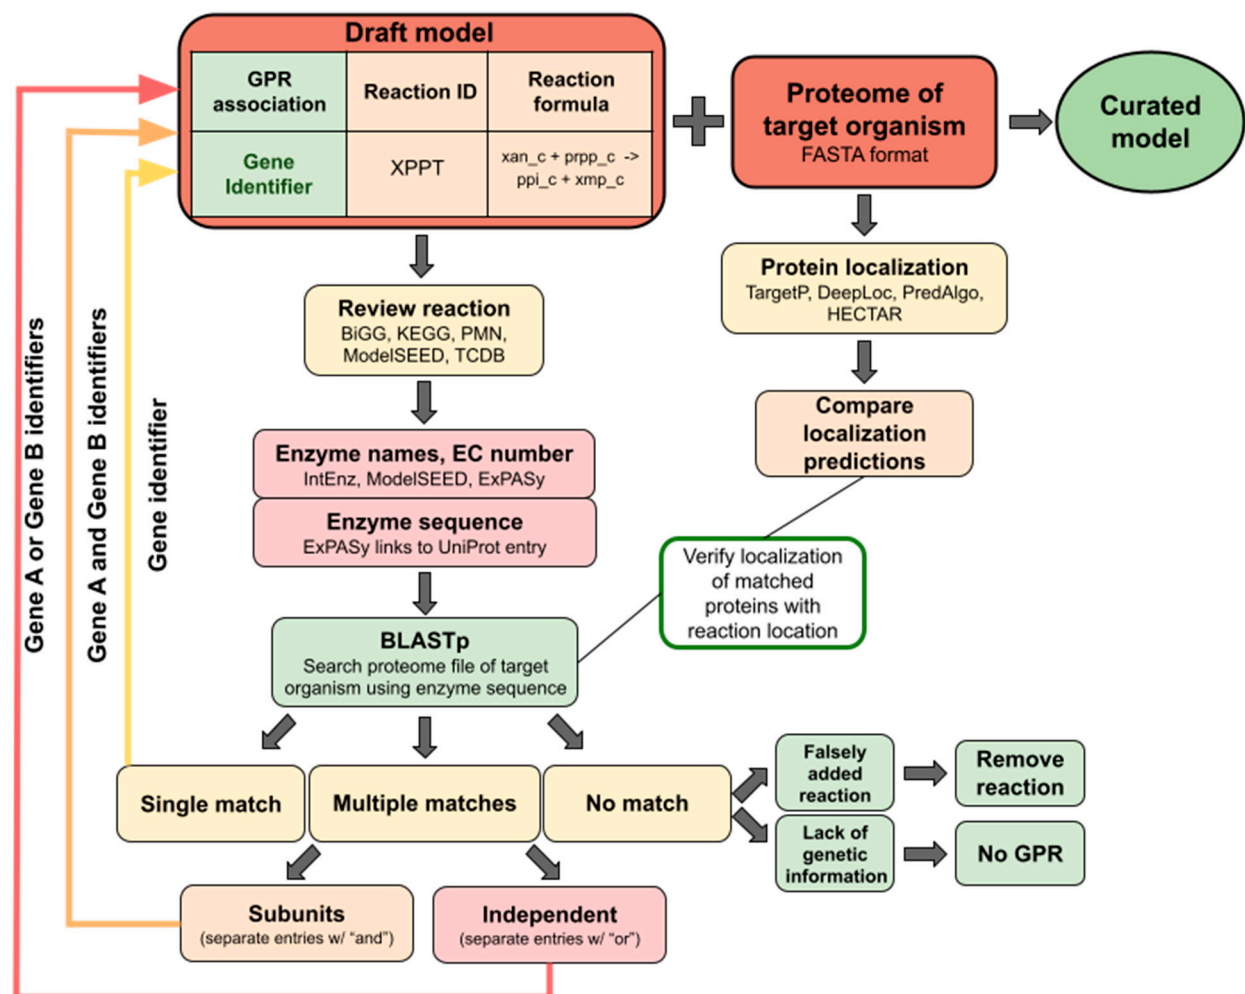 Draft model
GPR
association
Reaction ID
Reaction
formula
Gene
Identifier
XPPT
xan_c + prpp_c ->
ppi_c + xmp_c
Proteome of
target organism
FASTA format
Curated
model
Review reaction
BiGG, KEGG, PMN,
ModelSEED, TCDB
Protein localization
TargetP, DeepLoc, PredAlgo,
HECTAR
Enzyme names, EC number
IntEnz, ModelSEED, ExPASy
Enzyme sequence
ExPASy links to UniProt entry
Compare
localization
predictions
Verify localization
of matched
proteins with
reaction location
BLASTp
Search proteome file of target
organism using enzyme sequence
Single match
Multiple matches
No match
Falsely
added
reaction
Remove
reaction
Lack of
genetic
information
No GPR
Subunits
(separate entries w/ “and”)
Independent
(separate entries w/ “or”)
Gene A or Gene B identifiers
Gene A and Gene B identifiers
Gene identifier